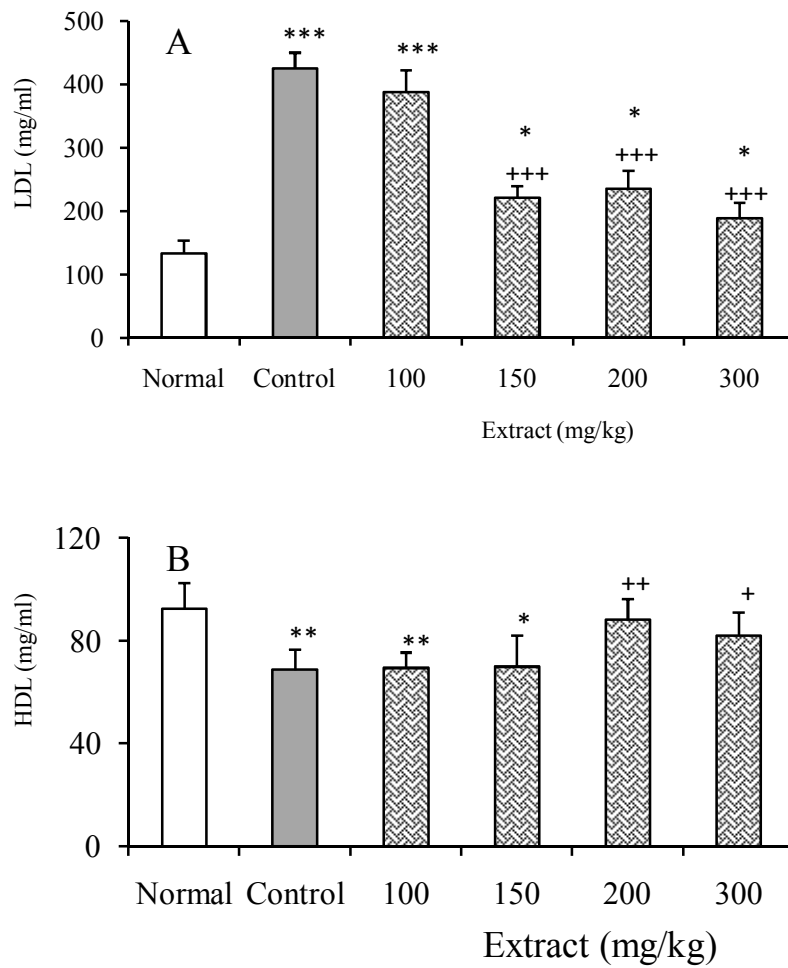 A
LDL (mg/ml)
500
400
300
200
100
0
*** *** * * *
+++ +++ +++
Normal Control 100 150 200 300
Extract (mg/kg)
B
HDL (mg/ml)
120
80
40
0
** ** * ++ +
Normal Control 100 150 200 300
Extract (mg/kg)